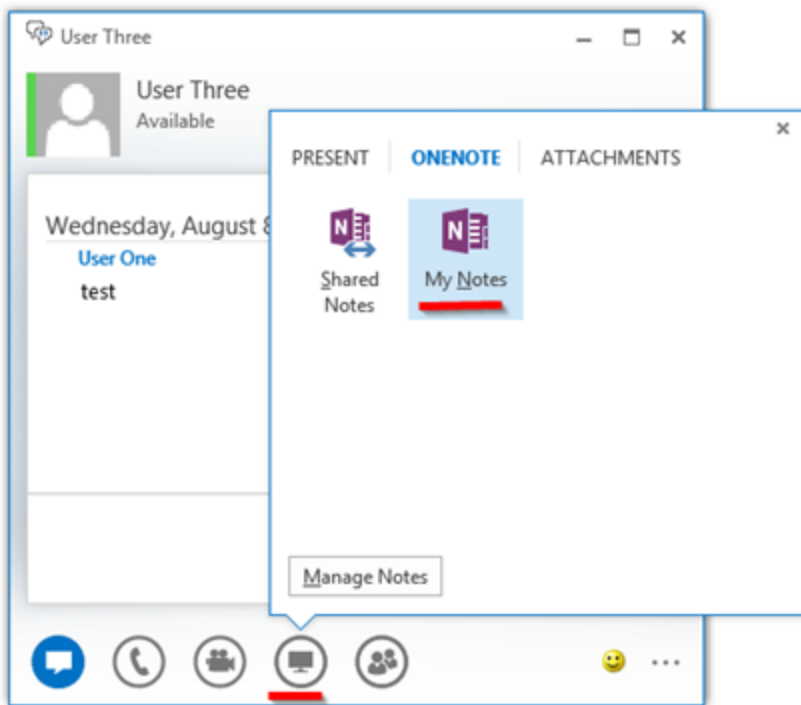 User Three
User Three
Available
PRESENT
ONENOTE
ATTACHMENTS
Wednesday, August 8
User One
test
Shared
Notes
My Notes
Manage Notes